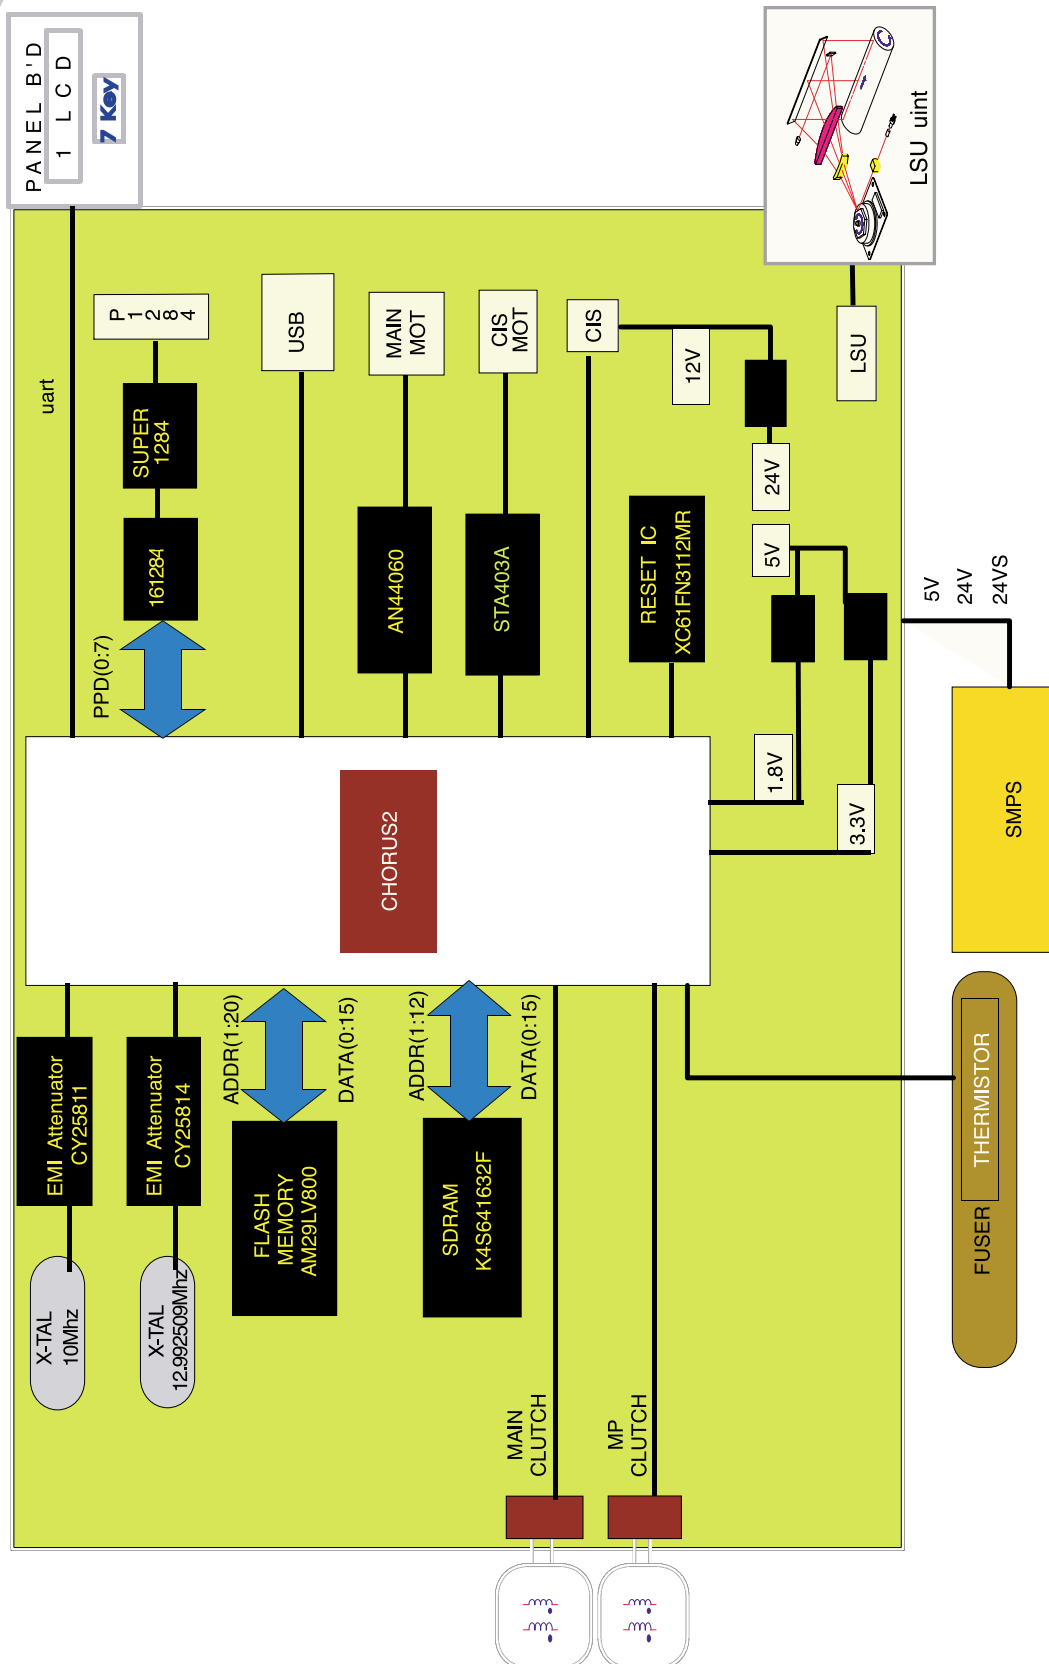 PANEL B'D
1 LCD
7 Key
uart
P1284
SUPER
1284
161284
PPD(0:7)
USB
MAIN
MOT
AN44060
CIS
MOT
STA403A
CIS
RESET IC
XC61FN3112MR
12V
24V
5V
1.8V
3.3V
LSU
LSU uint
5V
24V
24VS
SMPS
CHORUS2
EMI Attenuator
CY25811
X-TAL
10Mhz
EMI Attenuator
CY25814
X-TAL
12.992509Mhz
ADDR(1:20)
DATA(0:15)
FLASH
MEMORY
AM29LV800
ADDR(1:12)
DATA(0:15)
SDRAM
K4S641632F
MAIN
CLUTCH
MP
CLUTCH
FUSER
THERMISTOR